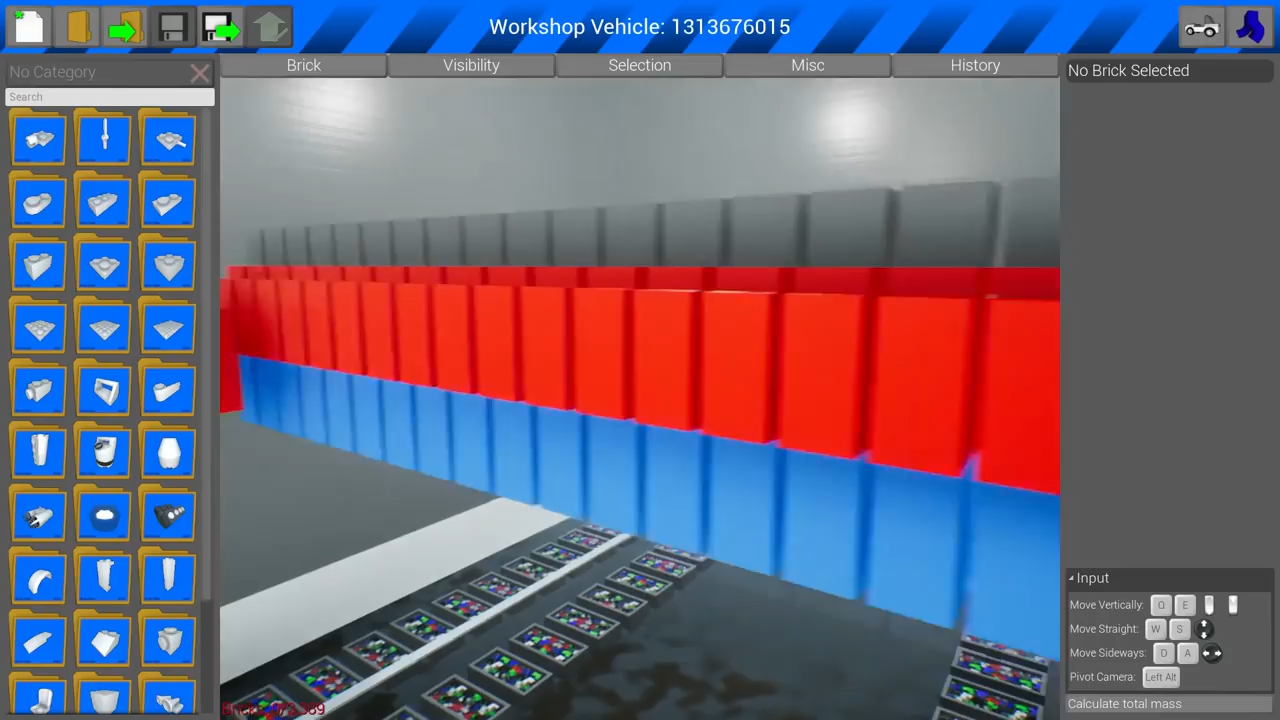 Workshop Vehicle: 1313676015
No Category
Search
Brick
Visibility
Selection
Misc
History
No Brick Selected
Input
Move Vertically: Q E
Move Straight: W S
Move Sideways: D A
Pivot Camera: Left Alt
Calculate total mass